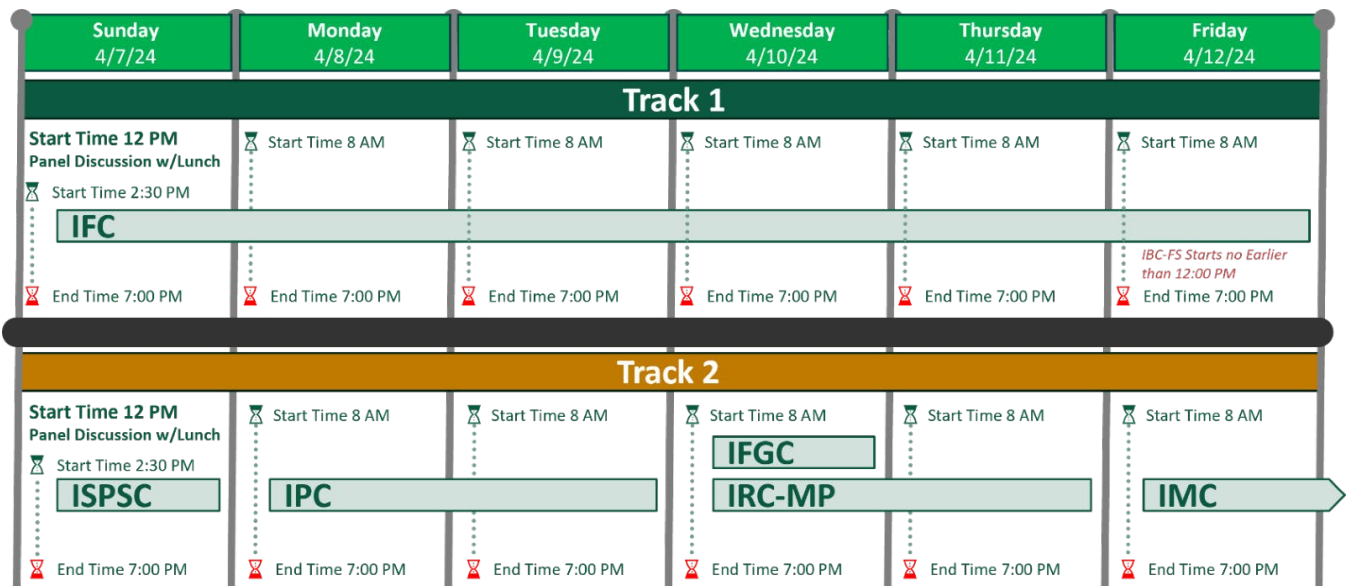 Sunday
4/7/24
Monday
4/8/24
Tuesday
4/9/24
Wednesday
4/10/24
Thursday
4/11/24
Friday
4/12/24
Track 1
Start Time 12 PM
Panel Discussion w/Lunch
Start Time 2:30 PM
Start Time 8 AM
Start Time 8 AM
Start Time 8 AM
Start Time 8 AM
Start Time 8 AM
IFC
IBC-FS Starts no Earlier
than 12:00 PM
End Time 7:00 PM
End Time 7:00 PM
End Time 7:00 PM
End Time 7:00 PM
End Time 7:00 PM
End Time 7:00 PM
Track 2
Start Time 12 PM
Panel Discussion w/Lunch
Start Time 2:30 PM
Start Time 8 AM
Start Time 8 AM
Start Time 8 AM
Start Time 8 AM
Start Time 8 AM
IFGC
ISPSC
IPC
IRC-MP
IMC
End Time 7:00 PM
End Time 7:00 PM
End Time 7:00 PM
End Time 7:00 PM
End Time 7:00 PM
End Time 7:00 PM